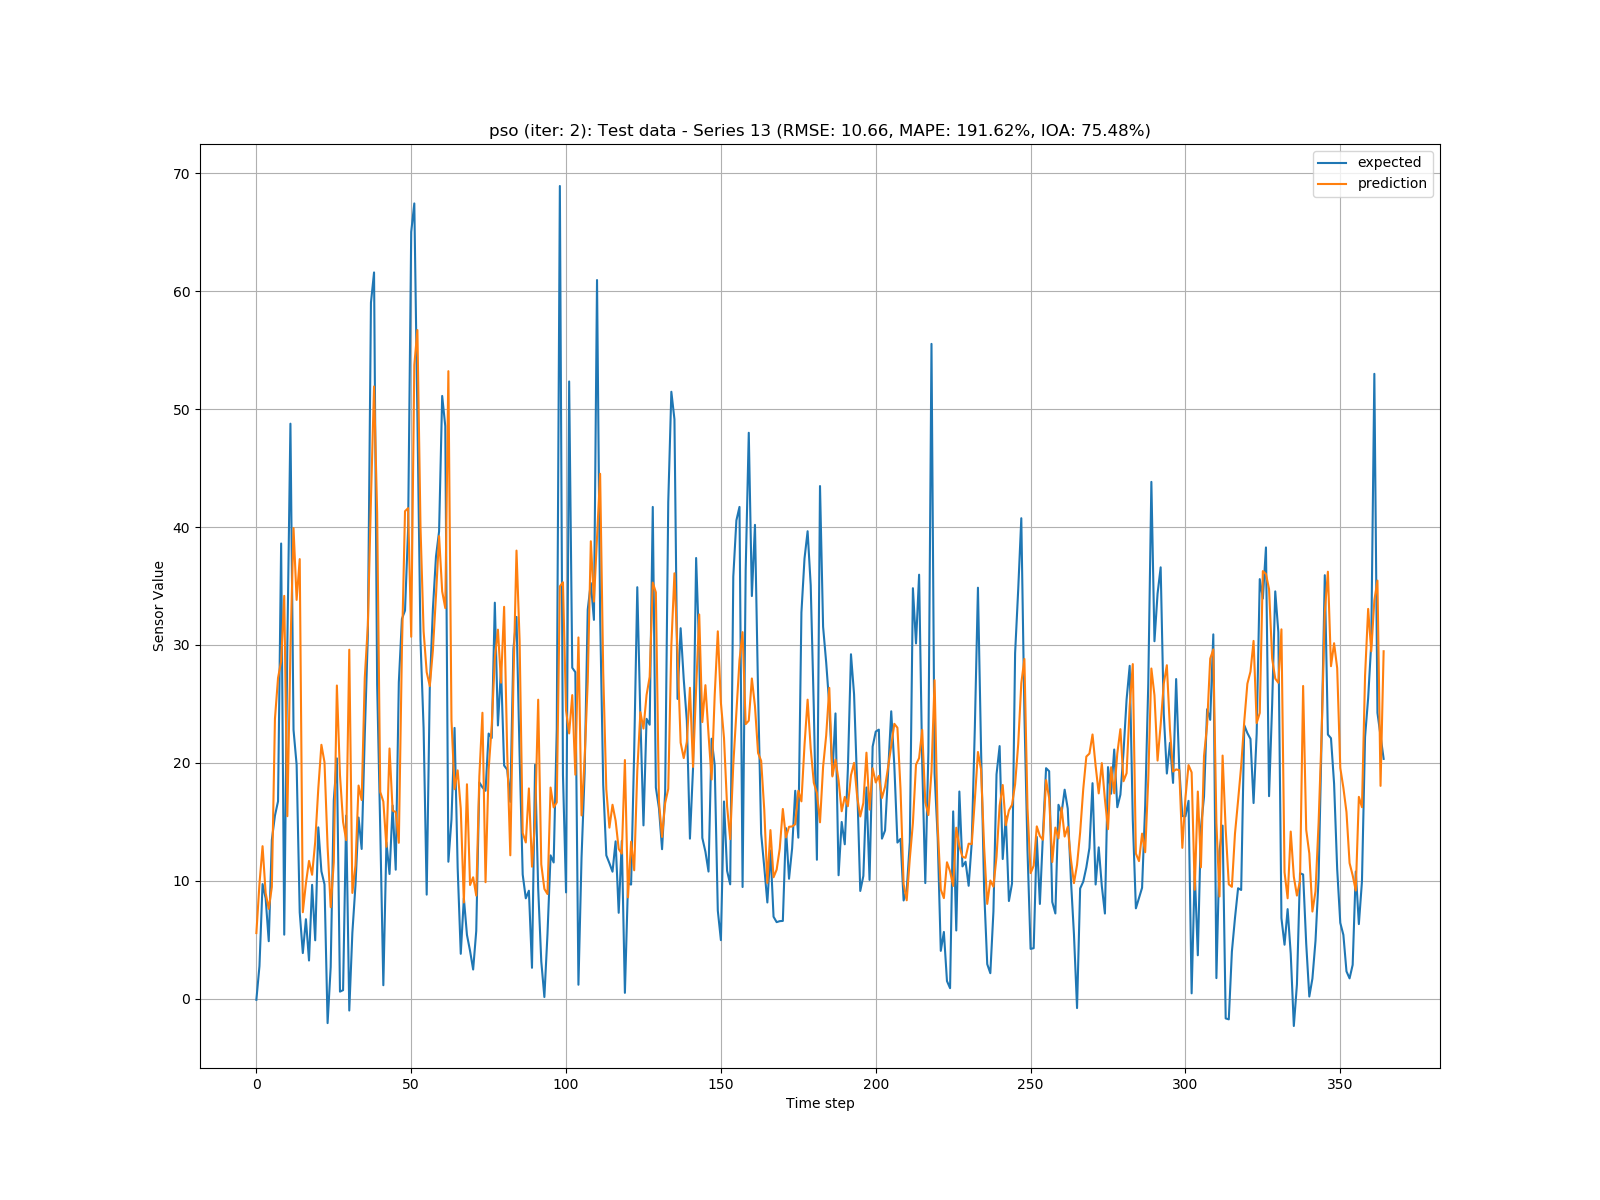 pso (iter: 2): Test data - Series 13 (RMSE: 10.66, MAPE: 191.62%, IOA: 75.48%)
expected
prediction
70
60
50
40
30
20
10
0
Sensor Value
0 50 100 150 200 250 300 350
Time step